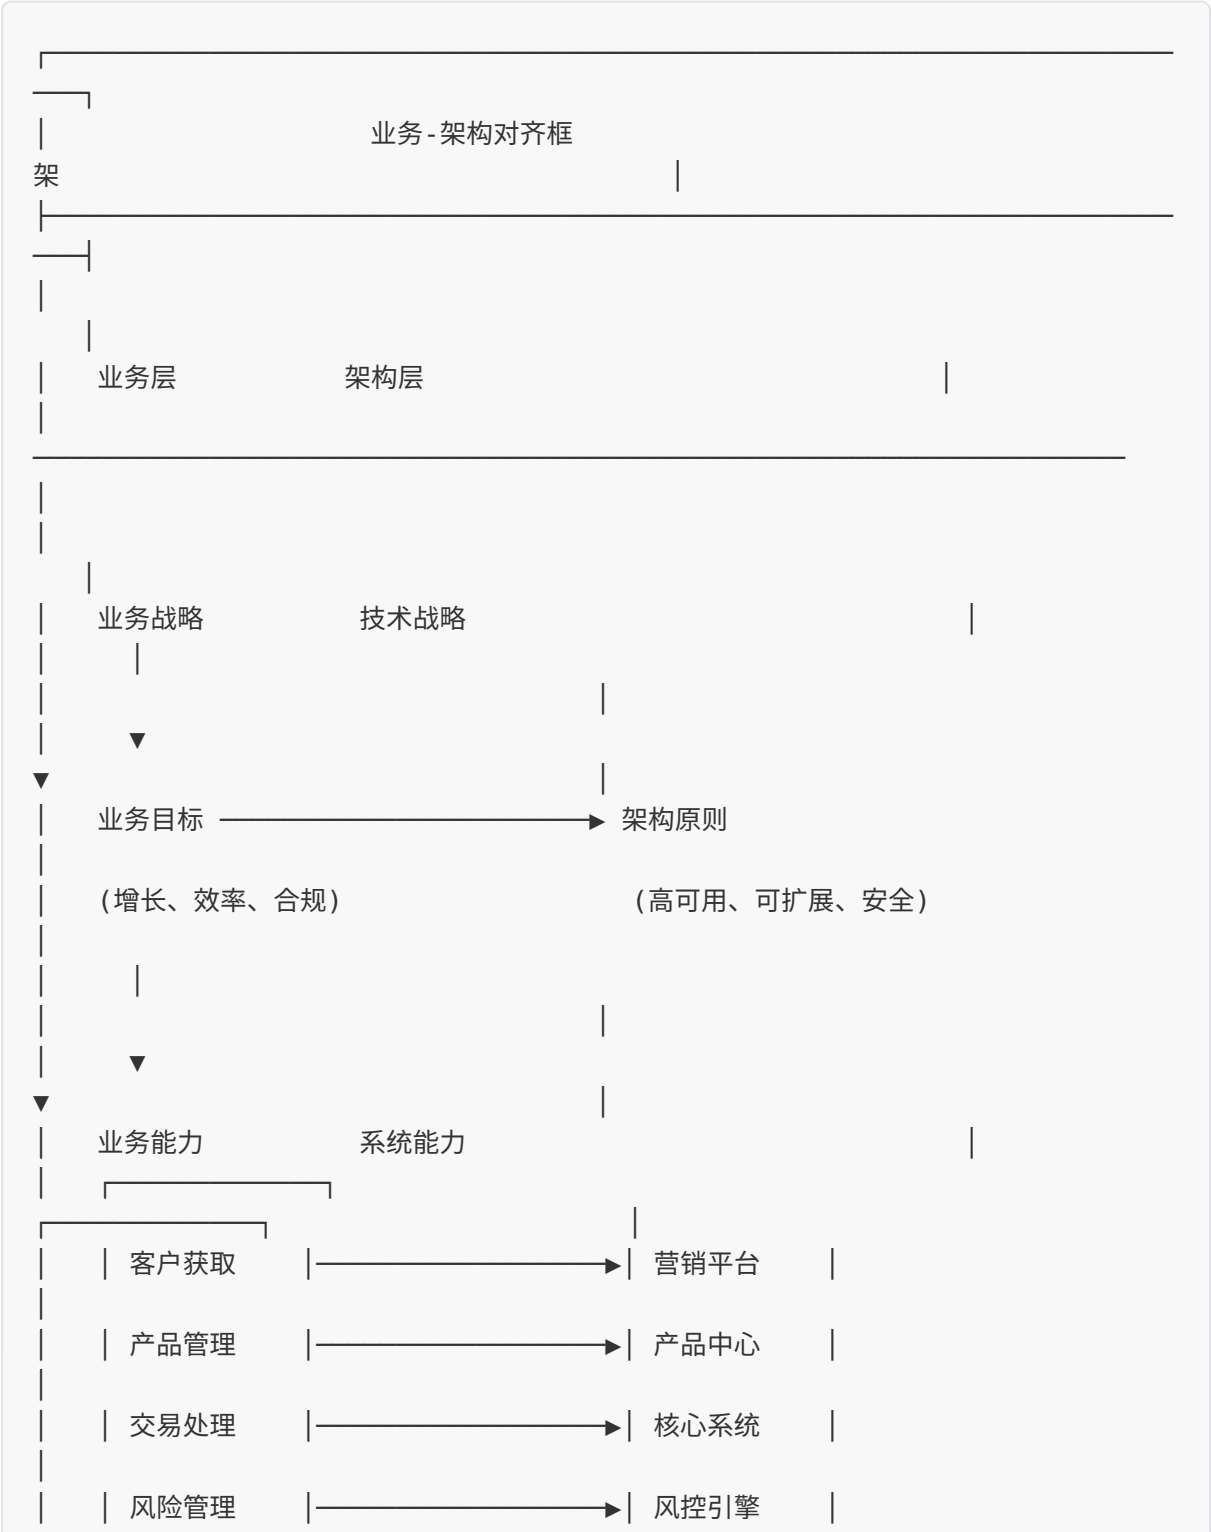 业务-架构对齐框
架
业务层 架构层
业务战略 技术战略
▼
▼
业务目标 ─────────▶ 架构原则
(增长、效率、合规) (高可用、可扩展、安全)
▼
▼
业务能力 系统能力
│ 客户获取 │─────────▶│ 营销平台 │
│ 产品管理 │─────────▶│ 产品中心 │
│ 交易处理 │─────────▶│ 核心系统 │
│ 风险管理 │─────────▶│ 风控引擎 │